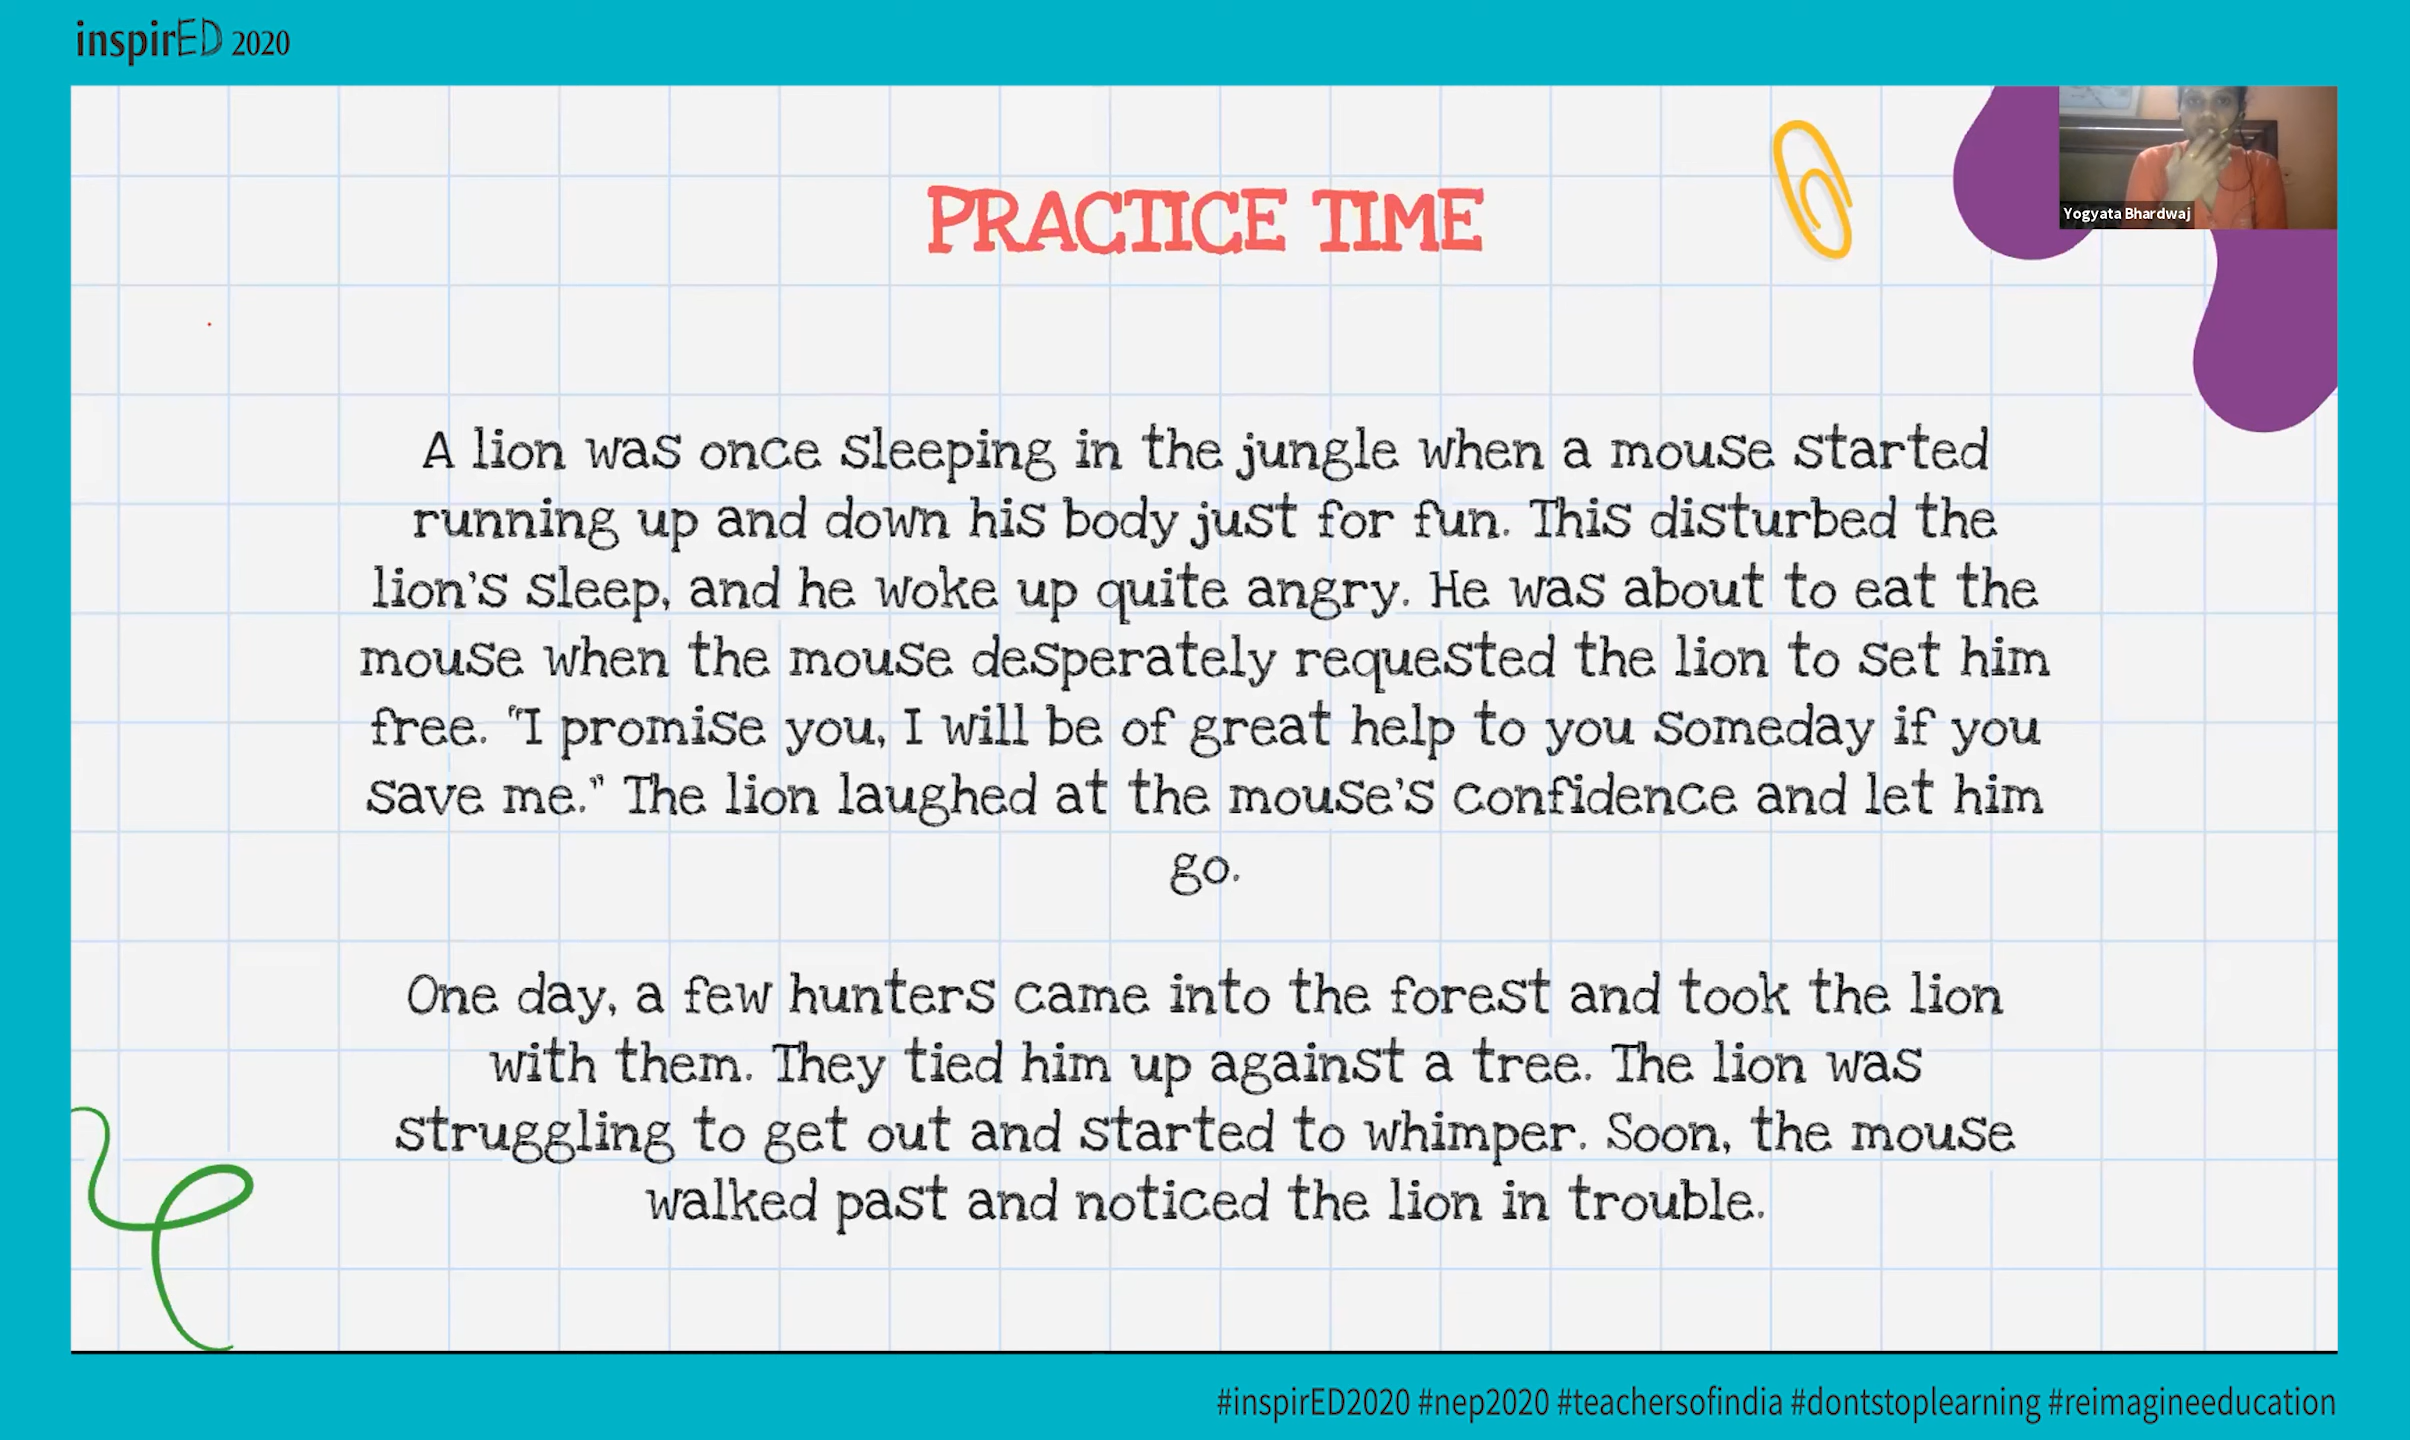 inspirED 2020
Yogyata Bhardwaj
PRACTICE TIME
A lion was once sleeping in the jungle when a mouse started
running up and down his body just for fun. This disturbed the
lion's sleep, and he woke up quite angry. He was about to eat the
mouse when the mouse desperately requested the lion to set him
free. "I promise you, I will be of great help to you someday if you
save me." The lion laughed at the mouse's confidence and let him
go.
One day, a few hunters came into the forest and took the lion
with them. They tied him up against a tree. The lion was
struggling to get out and started to whimper. Soon, the mouse
walked past and noticed the lion in trouble.
#inspirED2020 #nep2020 #teachersofindia #dontstoplearning #reimagineeducation